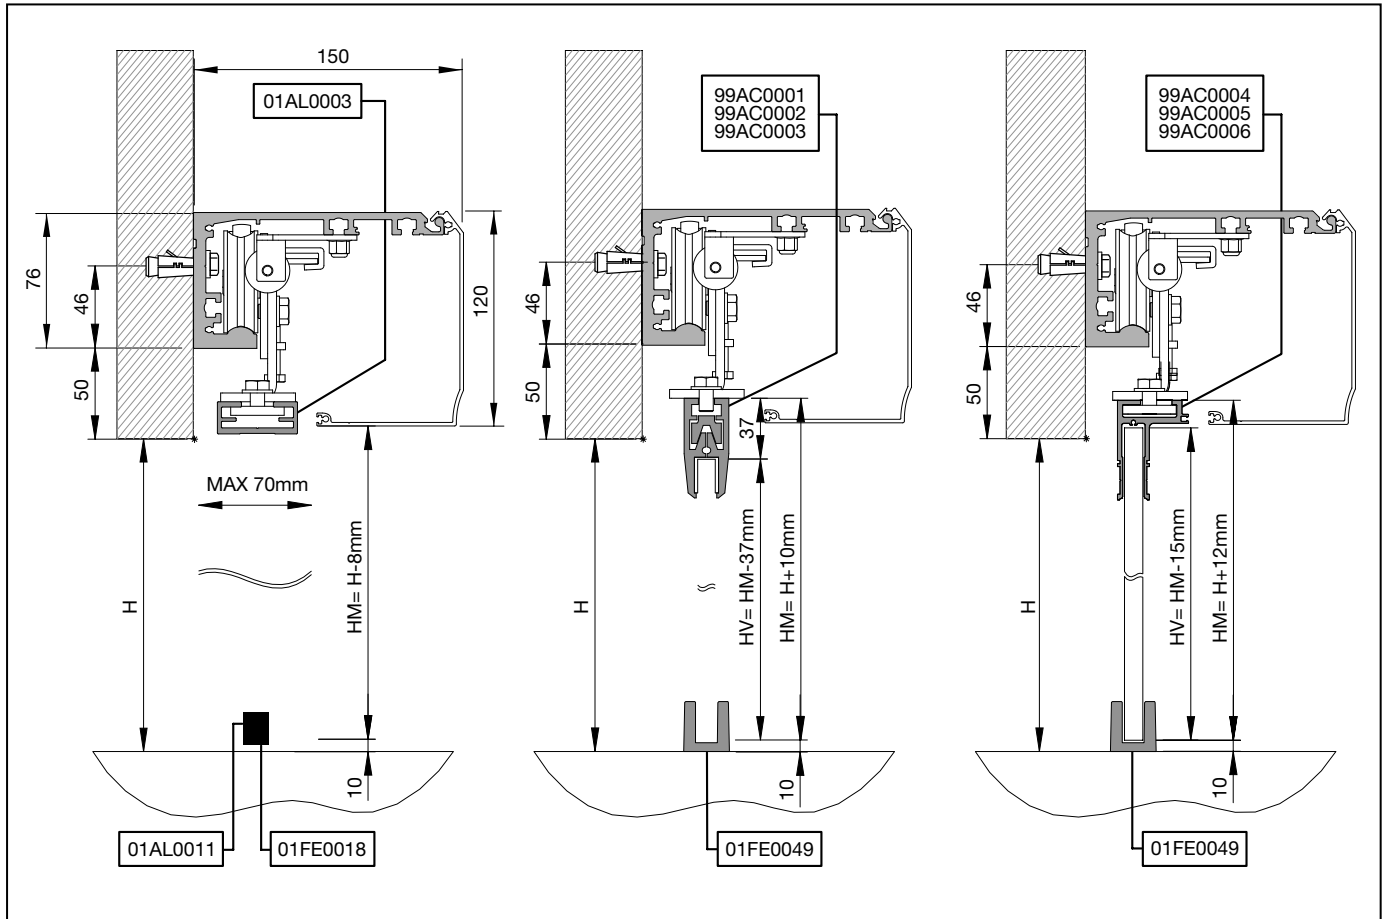 150
01AL0003
76
46
50
120
MAX 70mm
H
HM= H-8mm
10
01AL0011
01FE0018
99AC0001
99AC0002
99AC0003
46
50
37
H
HV= HM-37mm
HM= H+10mm
10
01FE0049
99AC0004
99AC0005
99AC0006
46
50
H
HV= HM-15mm
HM= H+12mm
10
01FE0049